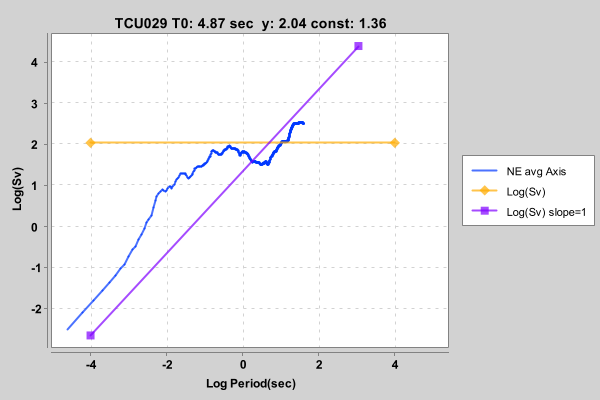 TCU029 T0: 4.87 sec  y: 2.04 const: 1.36
4
3
2
1
0
-1
-2
Log(Sv)
-4
-2
0
2
4
Log Period(sec)
NE avg Axis
Log(Sv)
Log(Sv) slope=1